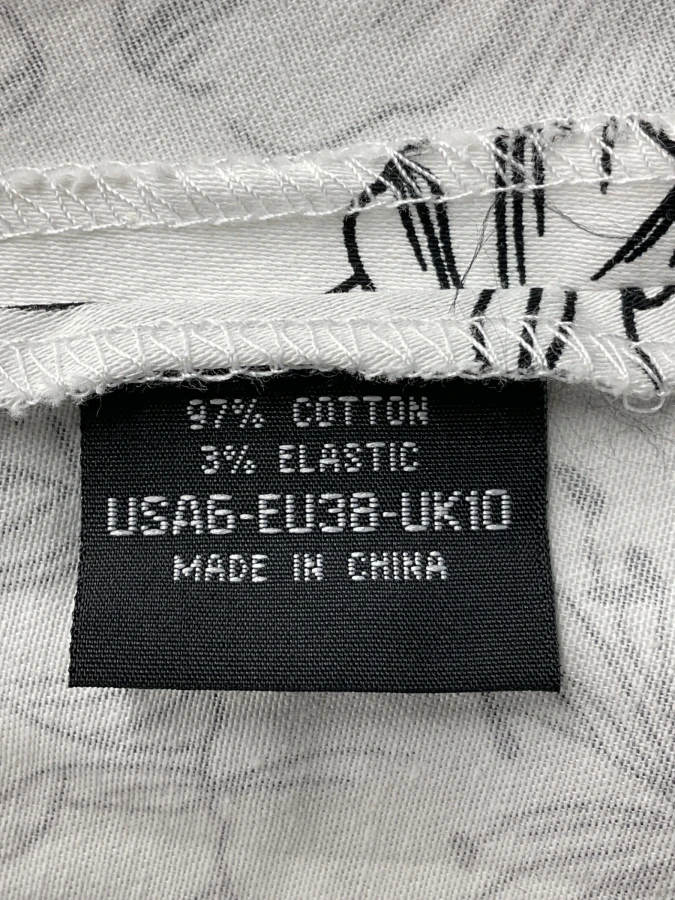 97% COTTON
3% ELASTIC
USA6-EU38-UK10
MADE IN CHINA